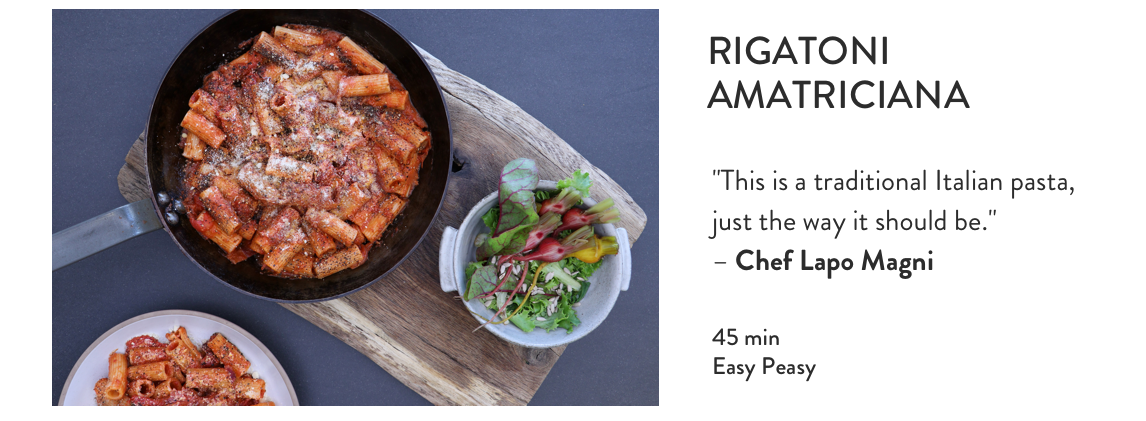 RIGATONI
AMATRICIANA
"This is a traditional Italian pasta,
just the way it should be."
– Chef Lapo Magni
45 min
Easy Peasy